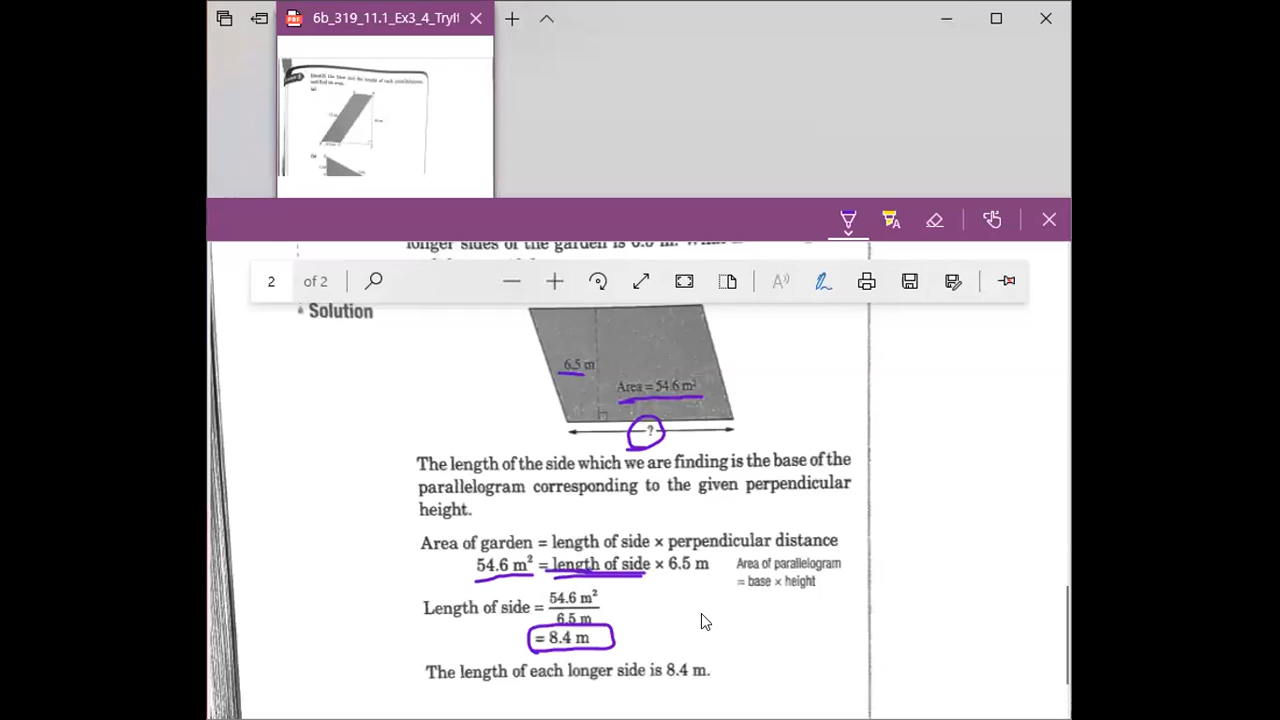 6b_319_11.1_Ex3_4_TryIt
2 of 2
Solution
6.5 m
Area = 54.6 m²
?
The length of the side which we are finding is the base of the
parallelogram corresponding to the given perpendicular
height.
Area of garden = length of side × perpendicular distance
54.6 m² = length of side × 6.5 m
Area of parallelogram
= base × height
Length of side = 54.6 m²
6.5 m
= 8.4 m
The length of each longer side is 8.4 m.